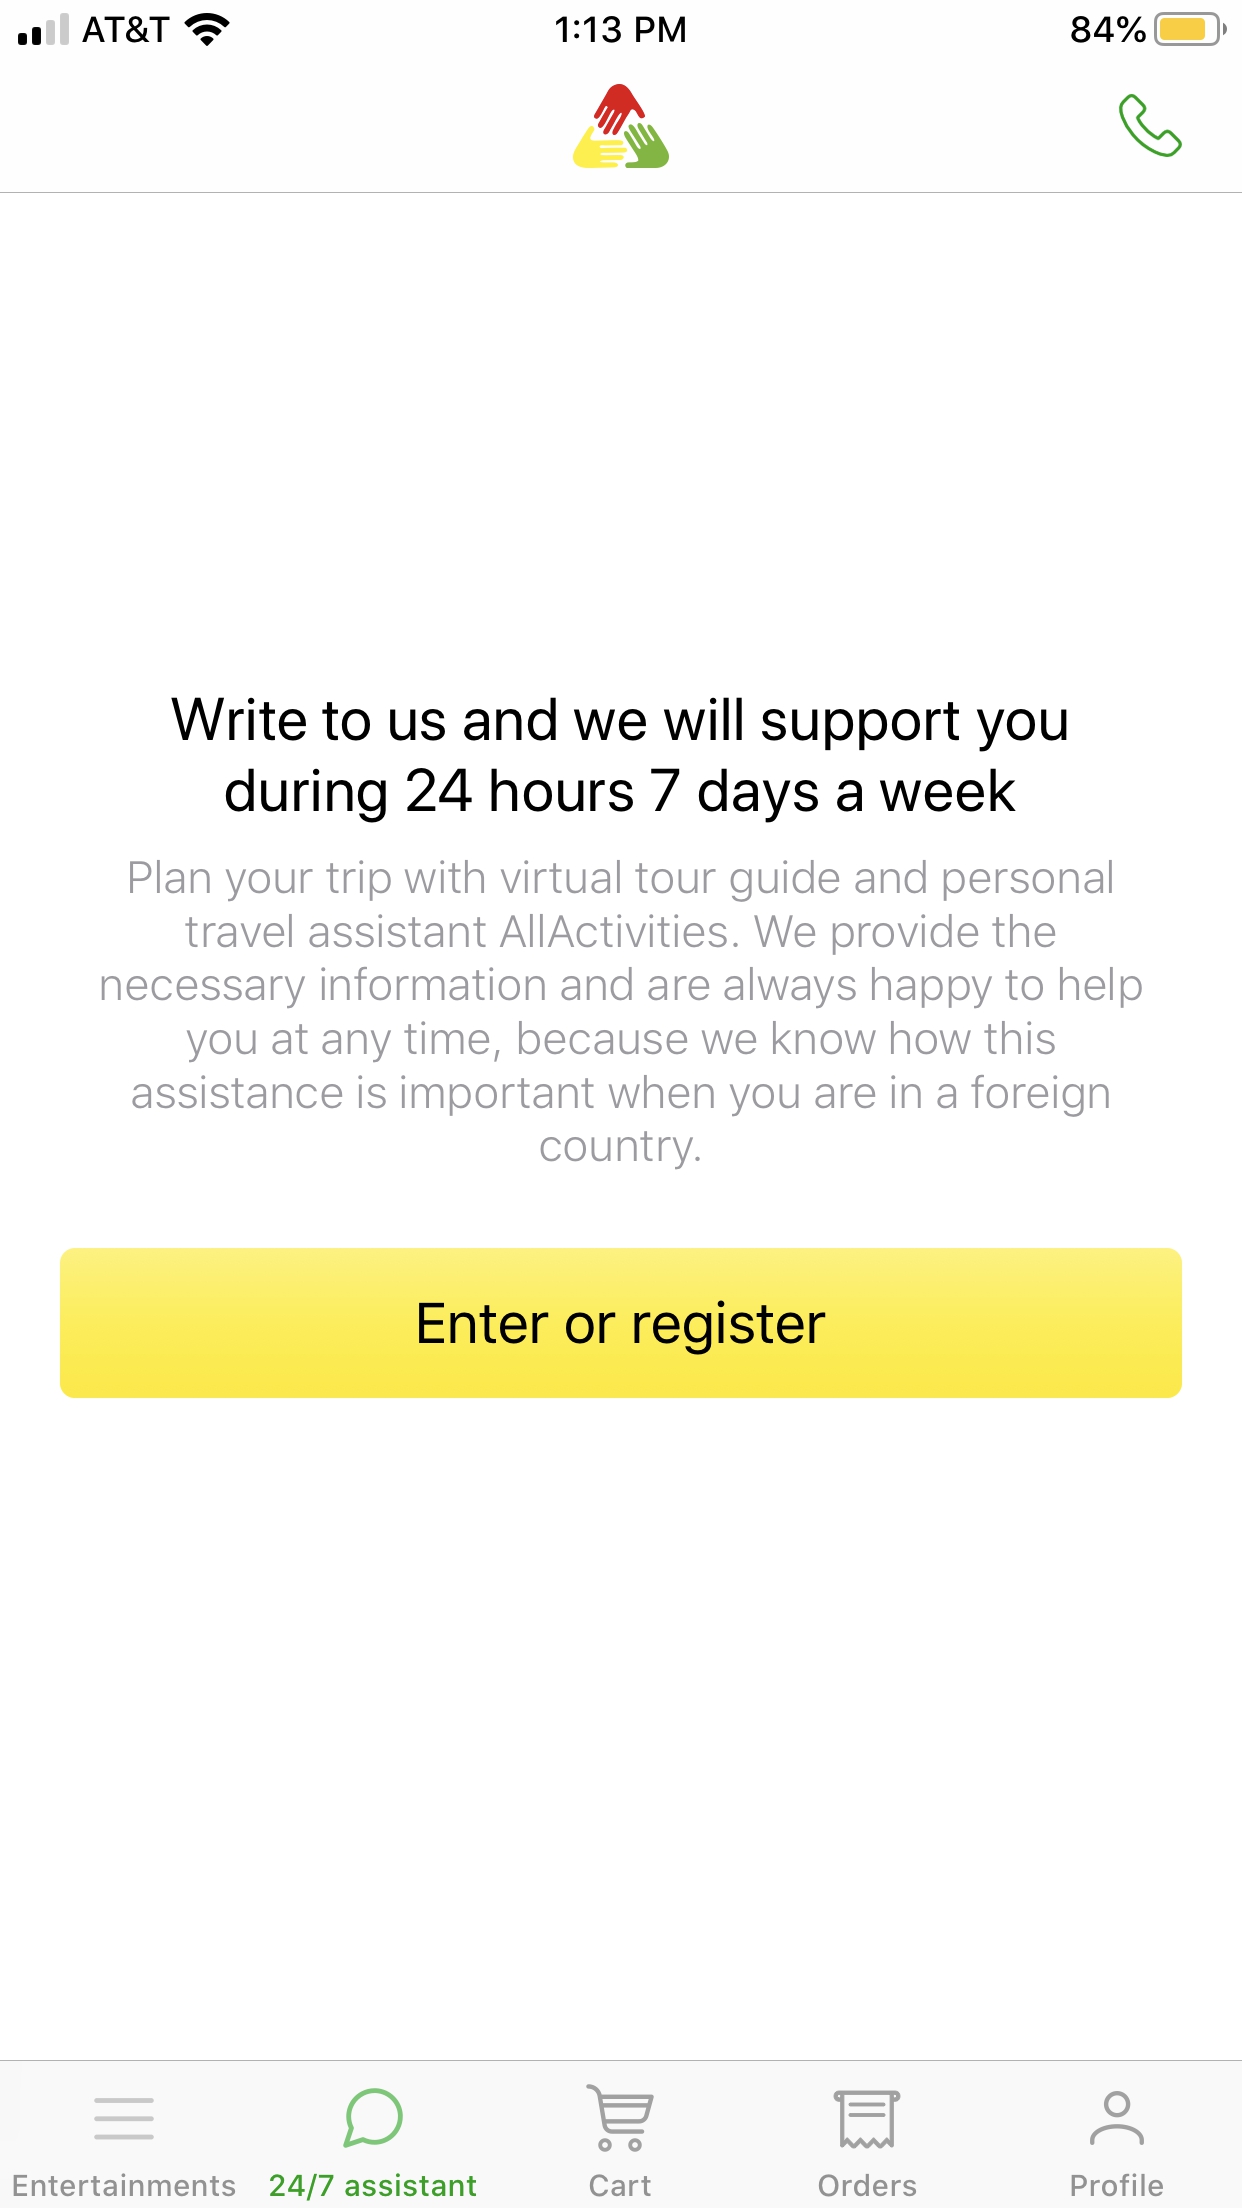 AT&T 1:13 PM 84%
Write to us and we will support you
during 24 hours 7 days a week
Plan your trip with virtual tour guide and personal
travel assistant AllActivities. We provide the
necessary information and are always happy to help
you at any time, because we know how this
assistance is important when you are in a foreign
country.
Enter or register
Entertainments 24/7 assistant Cart Orders Profile